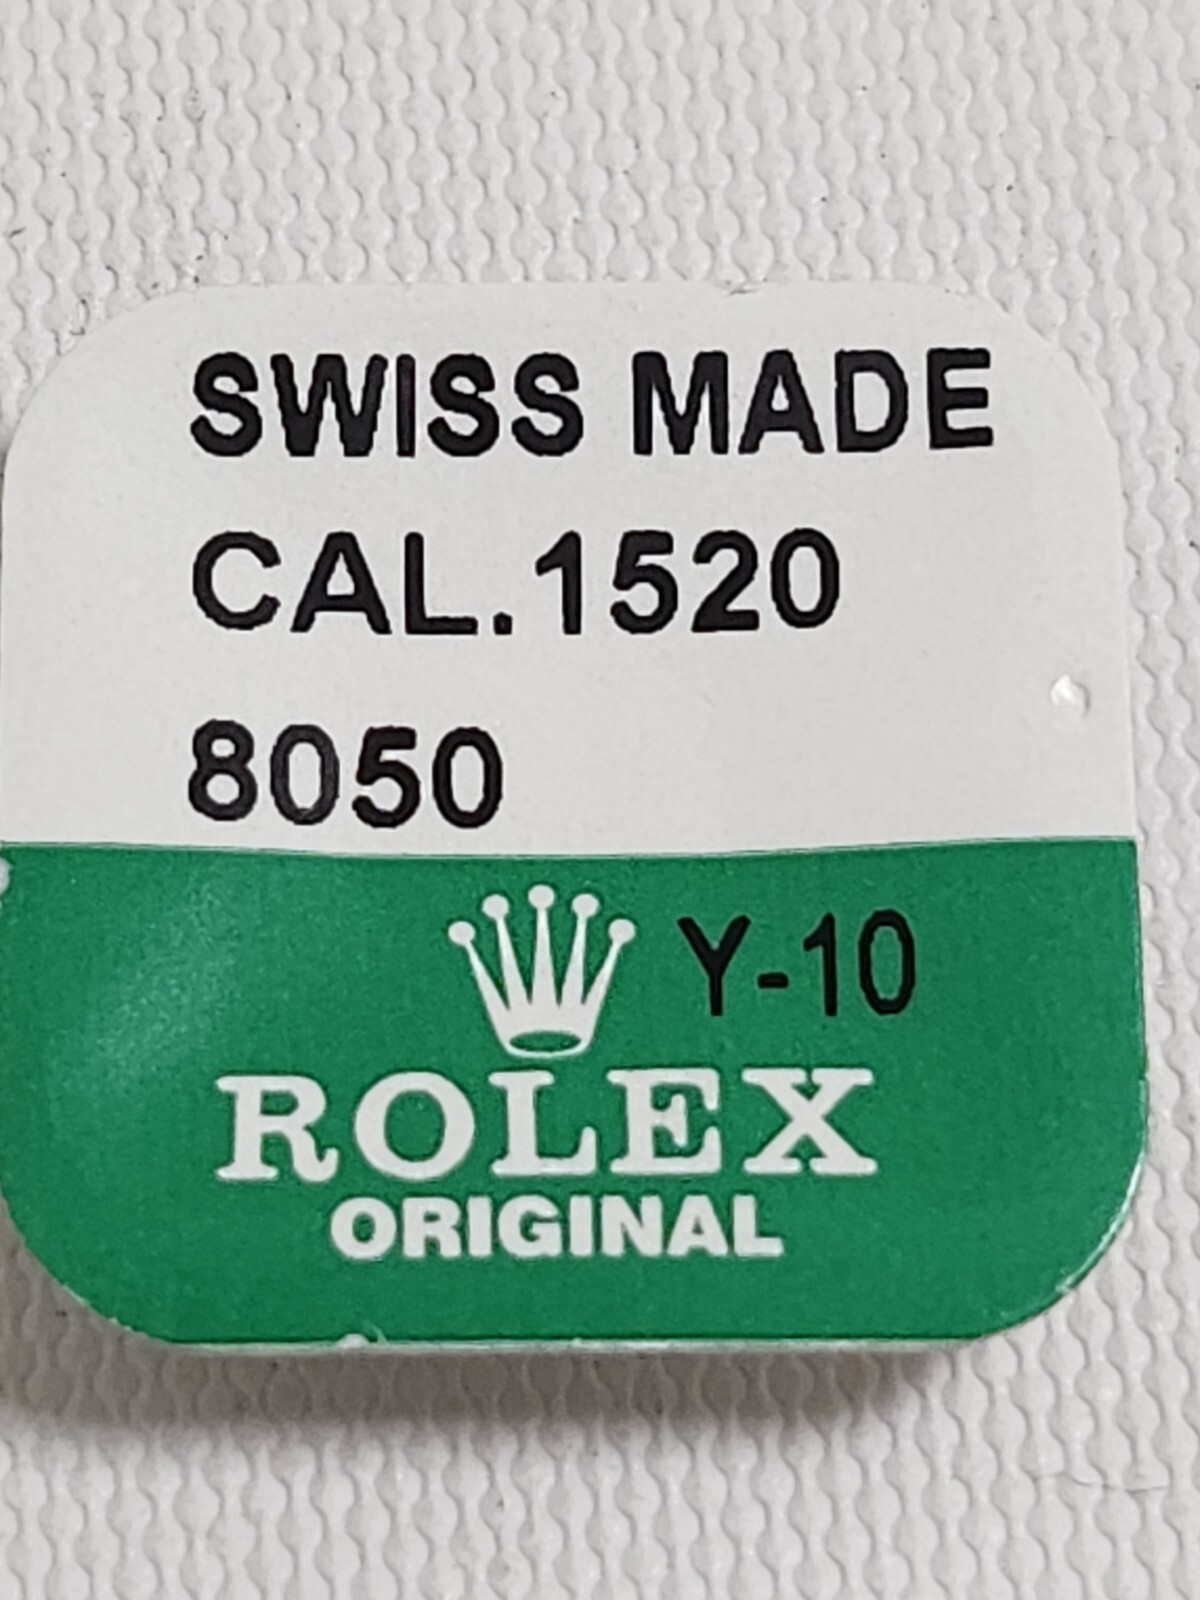 SWISS MADE
CAL.1520
8050
Y-10
ROLEX
ORIGINAL